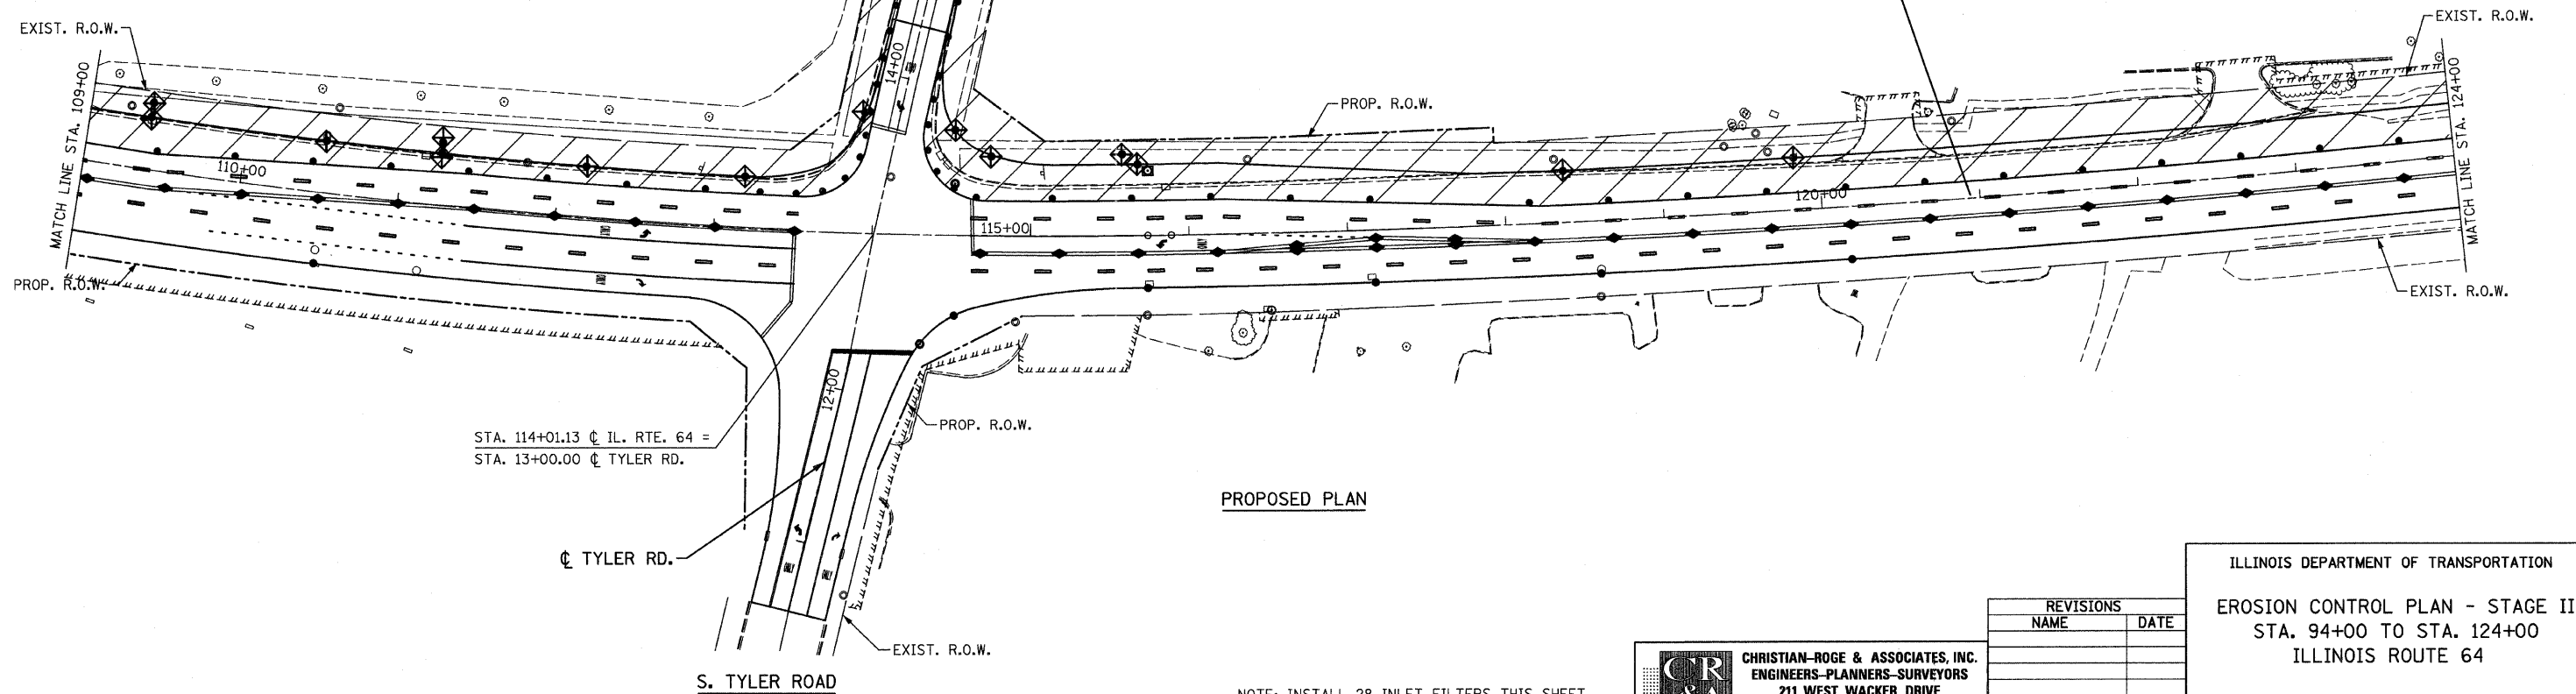 EXIST. R.O.W.
EXIST. R.O.W.
MATCH LINE STA. 109+00
14+00
PROP. R.O.W.
MATCH LINE STA. 124+00
110+00
120+00
115+00
PROP. R.O.W.
EXIST. R.O.W.
12+00
STA. 114+01.13 ℄ IL. RTE. 64 =
STA. 13+00.00 ℄ TYLER RD.
PROP. R.O.W.
PROPOSED PLAN
℄ TYLER RD.
EXIST. R.O.W.
S. TYLER ROAD
NOTE: INSTALL 28 INLET FILTERS THIS SHEET
CR
&A
CHRISTIAN-ROGE & ASSOCIATES, INC.
ENGINEERS-PLANNERS-SURVEYORS
211 WEST WACKER DRIVE
REVISIONS
NAME DATE
ILLINOIS DEPARTMENT OF TRANSPORTATION
EROSION CONTROL PLAN - STAGE II
STA. 94+00 TO STA. 124+00
ILLINOIS ROUTE 64